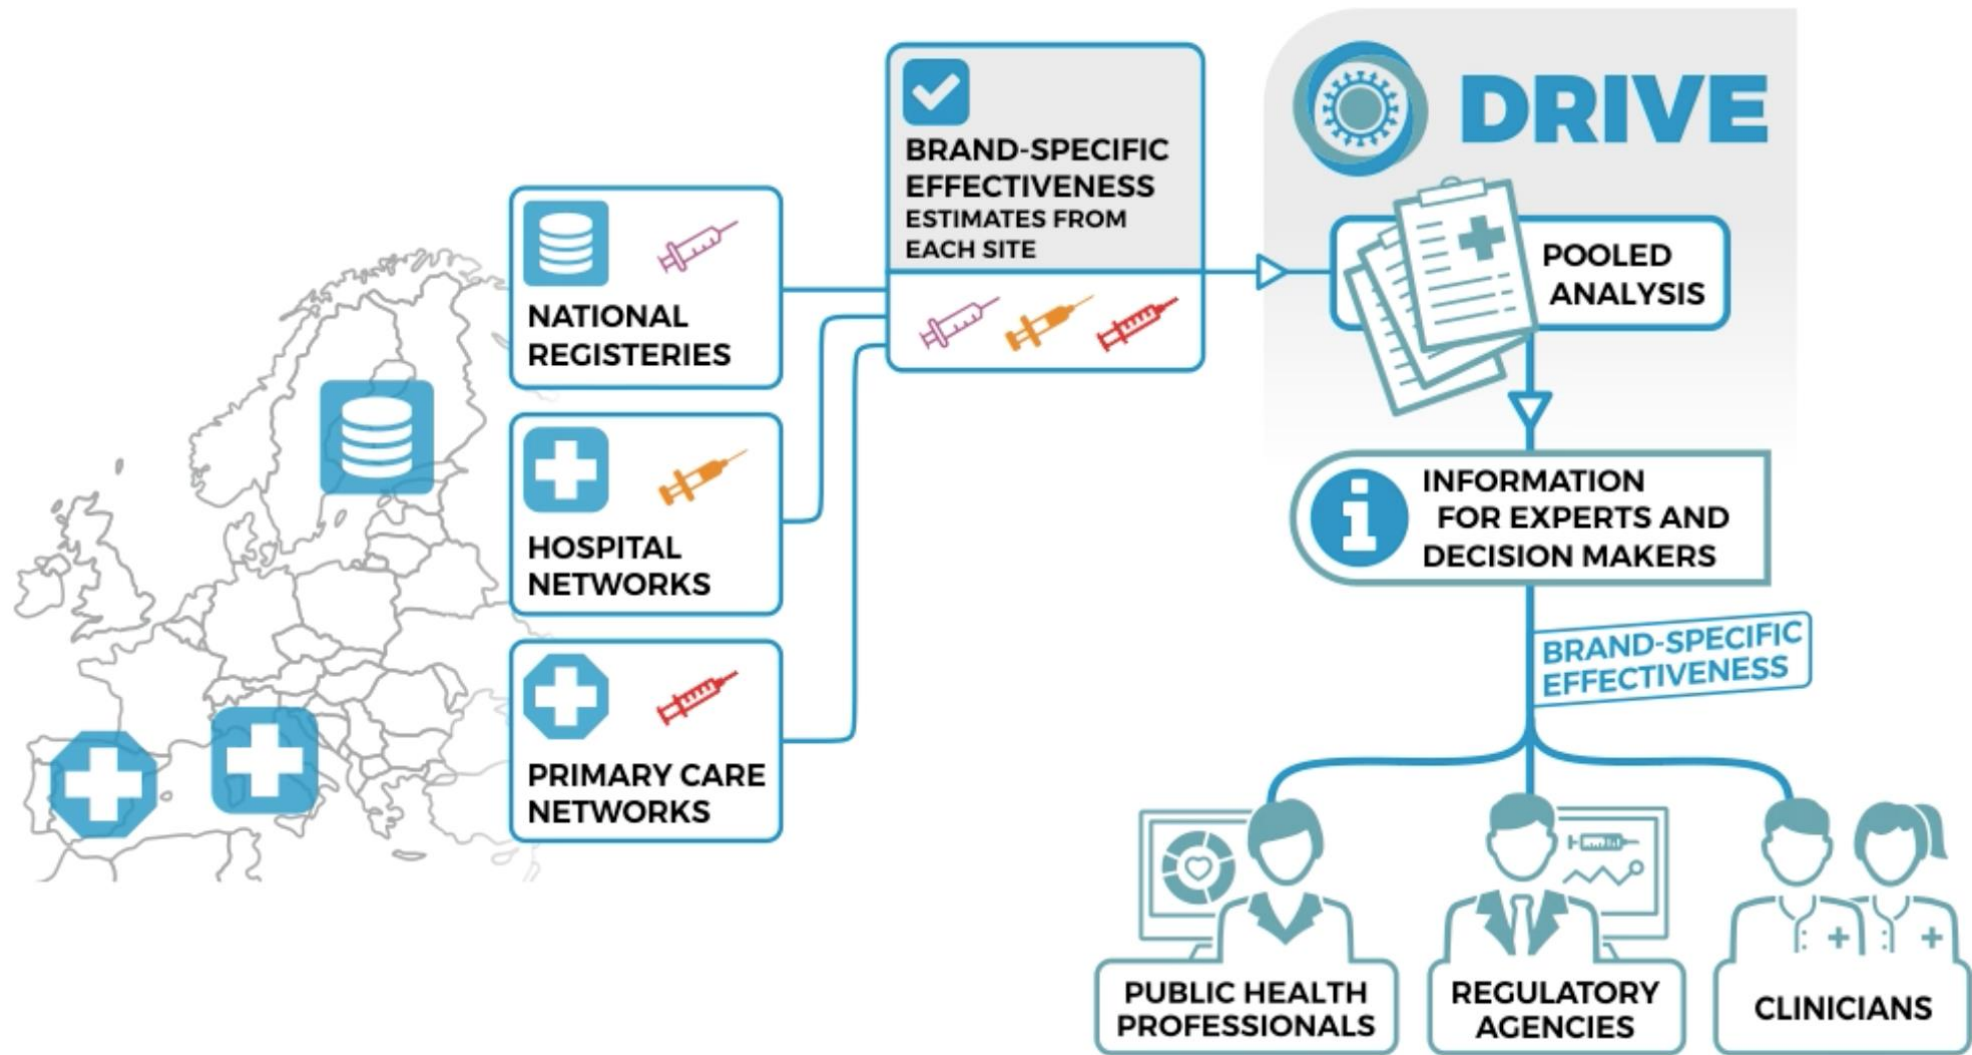 NATIONAL
REGISTERIES
HOSPITAL
NETWORKS
PRIMARY CARE
NETWORKS
BRAND-SPECIFIC
EFFECTIVENESS
ESTIMATES FROM
EACH SITE
DRIVE
POOLED
ANALYSIS
INFORMATION
FOR EXPERTS AND
DECISION MAKERS
BRAND-SPECIFIC
EFFECTIVENESS
PUBLIC HEALTH
PROFESSIONALS
REGULATORY
AGENCIES
CLINICIANS